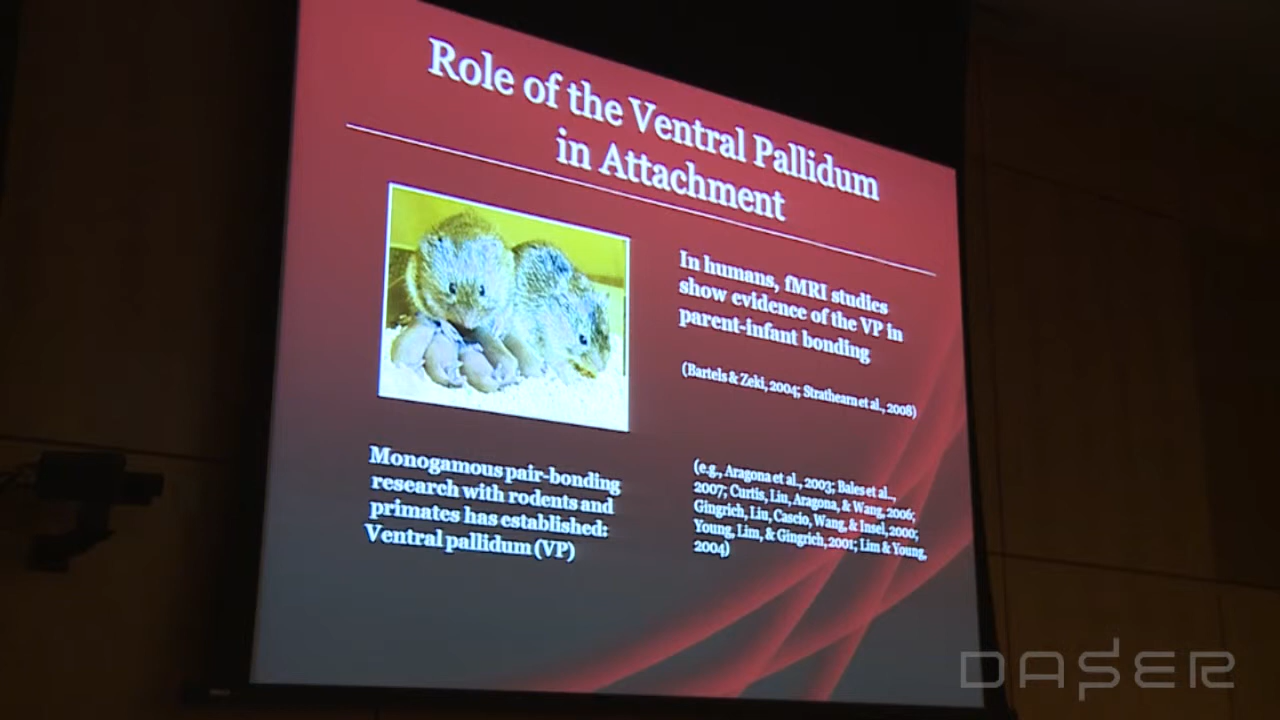 Role of the Ventral Pallidum
in Attachment
In humans, fMRI studies
show evidence of the VP in
parent-infant bonding
(Bartels & Zeki, 2004; Strathearn et al., 2008)
Monogamous pair-bonding
research with rodents and
primates has established:
Ventral pallidum (VP)
(e.g., Aragona et al., 2003; Bales et al..,
2007; Curtis, Liu, Aragona, & Wang, 2006;
Gingrich, Liu, Cascio, Wang, & Insel, 2000;
Young, Lim, & Gingrich, 2001; Lim & Young,
2004)
DASER